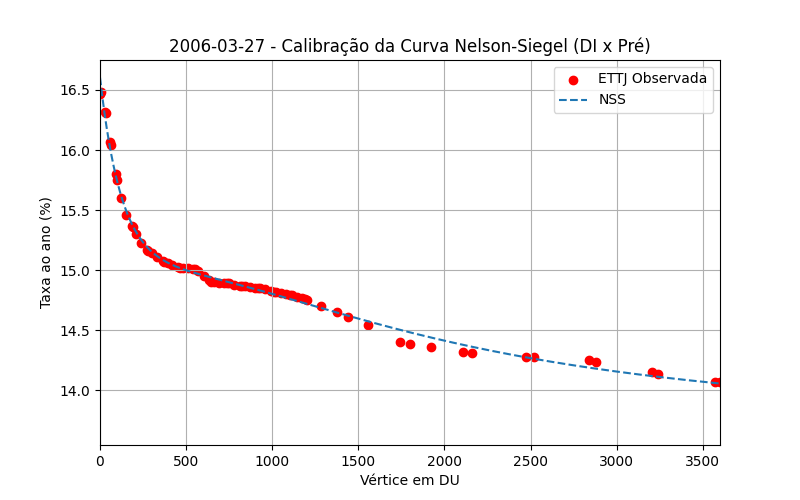 2006-03-27 - Calibração da Curva Nelson-Siegel (DI x Pré)
ETTJ Observada
NSS
Taxa ao ano (%)
16.5
16.0
15.5
15.0
14.5
14.0
0 500 1000 1500 2000 2500 3000 3500
Vértice em DU